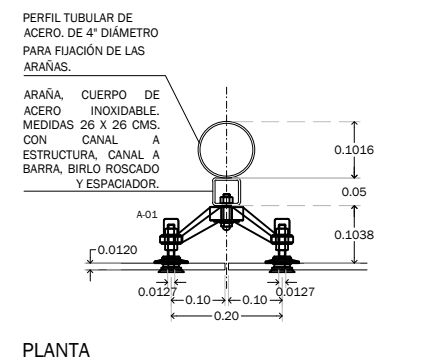 PERFIL TUBULAR DE
ACERO. DE 4" DIÁMETRO
PARA FIJACIÓN DE LAS
ARAÑAS.
ARAÑA, CUERPO DE
ACERO INOXIDABLE.
MEDIDAS 26 X 26 CMS.
CON CANAL A
ESTRUCTURA, CANAL A
BARRA, BIRLO ROSCADO
Y ESPACIADOR.
0.1016
0.05
A-01
0.1038
0.0120
0.0127
0.0127
0.10
0.10
0.20
PLANTA